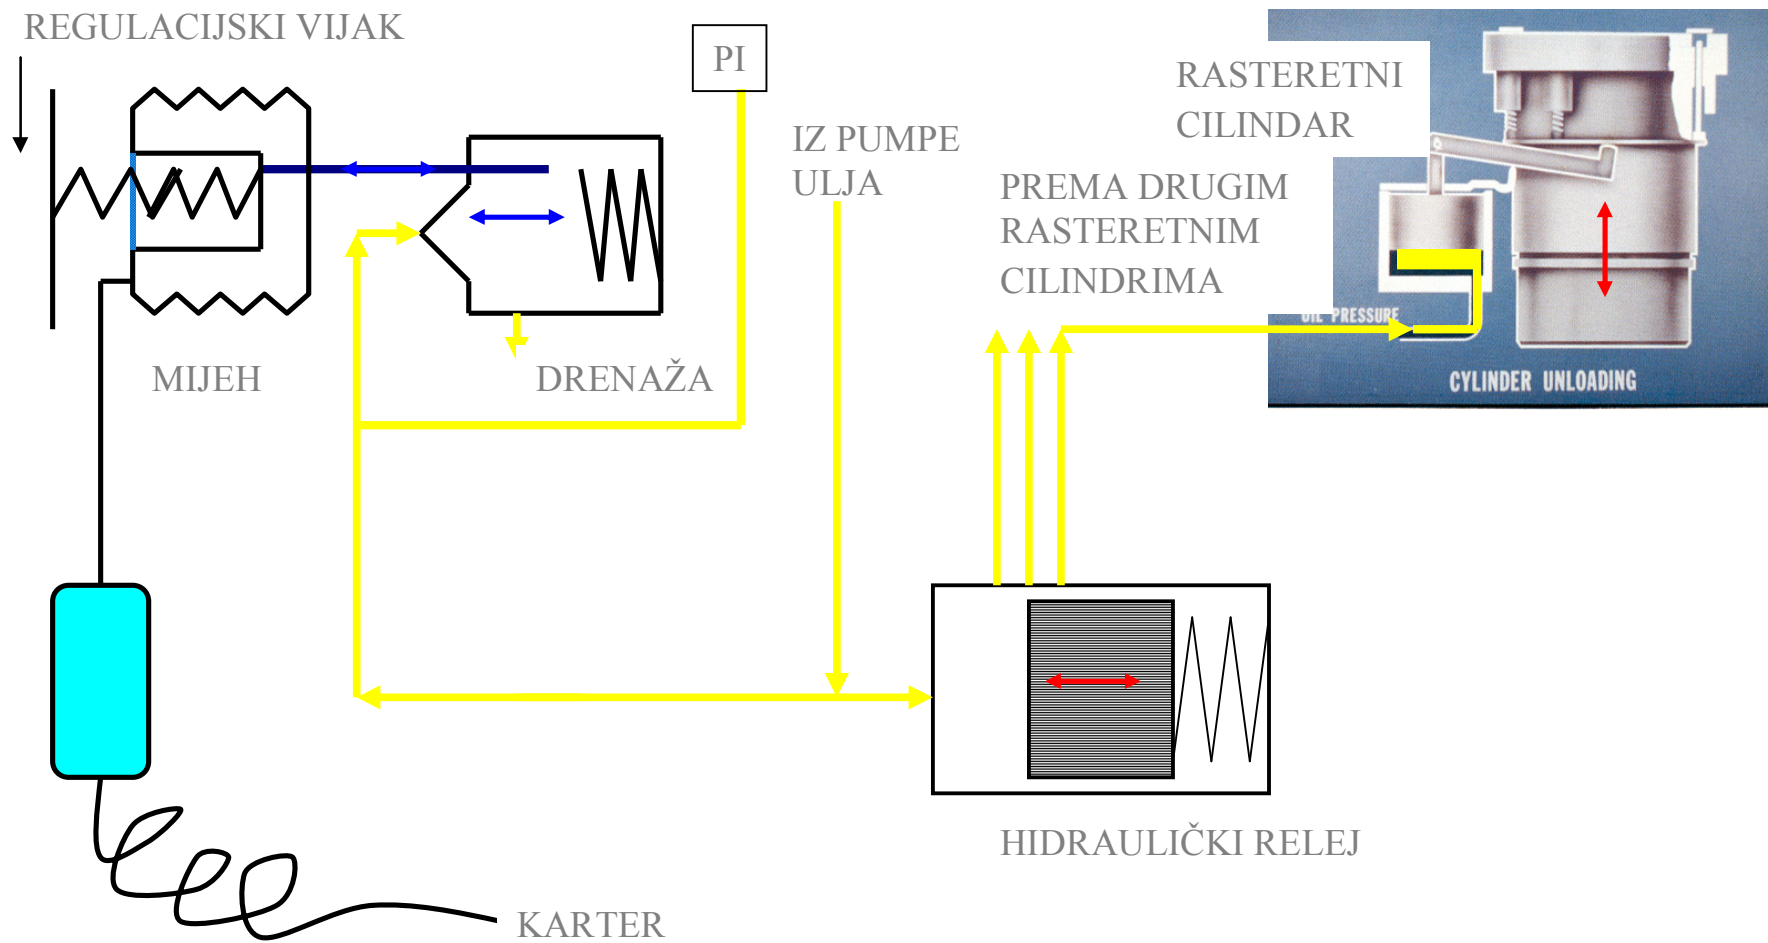 REGULACIJSKI VIJAK
PI
IZ PUMPE
ULJA
RASTERETNI
CILINDAR
PREMA DRUGIM
RASTERETNIM
CILINDRIMA
OIL PRESSURE
CYLINDER UNLOADING
MIJEH
DRENAŽA
HIDRAULIČKI RELEJ
KARTER